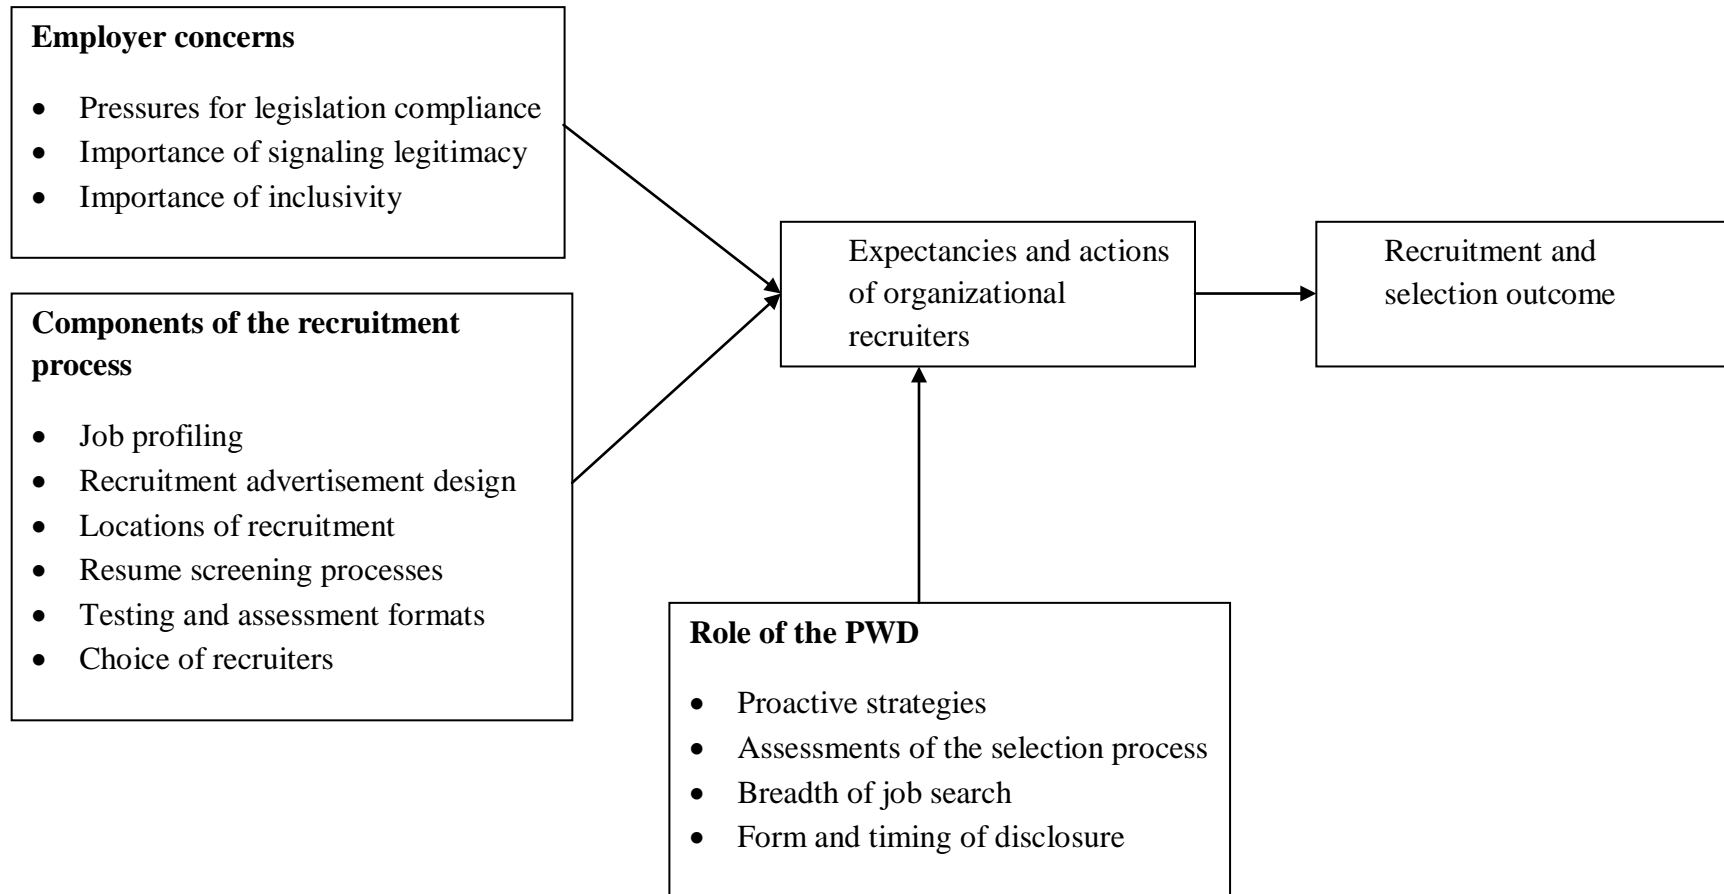 Employer concerns
• Pressures for legislation compliance
• Importance of signaling legitimacy
• Importance of inclusivity
Components of the recruitment
process
• Job profiling
• Recruitment advertisement design
• Locations of recruitment
• Resume screening processes
• Testing and assessment formats
• Choice of recruiters
Expectancies and actions
of organizational
recruiters
Recruitment and
selection outcome
Role of the PWD
• Proactive strategies
• Assessments of the selection process
• Breadth of job search
• Form and timing of disclosure